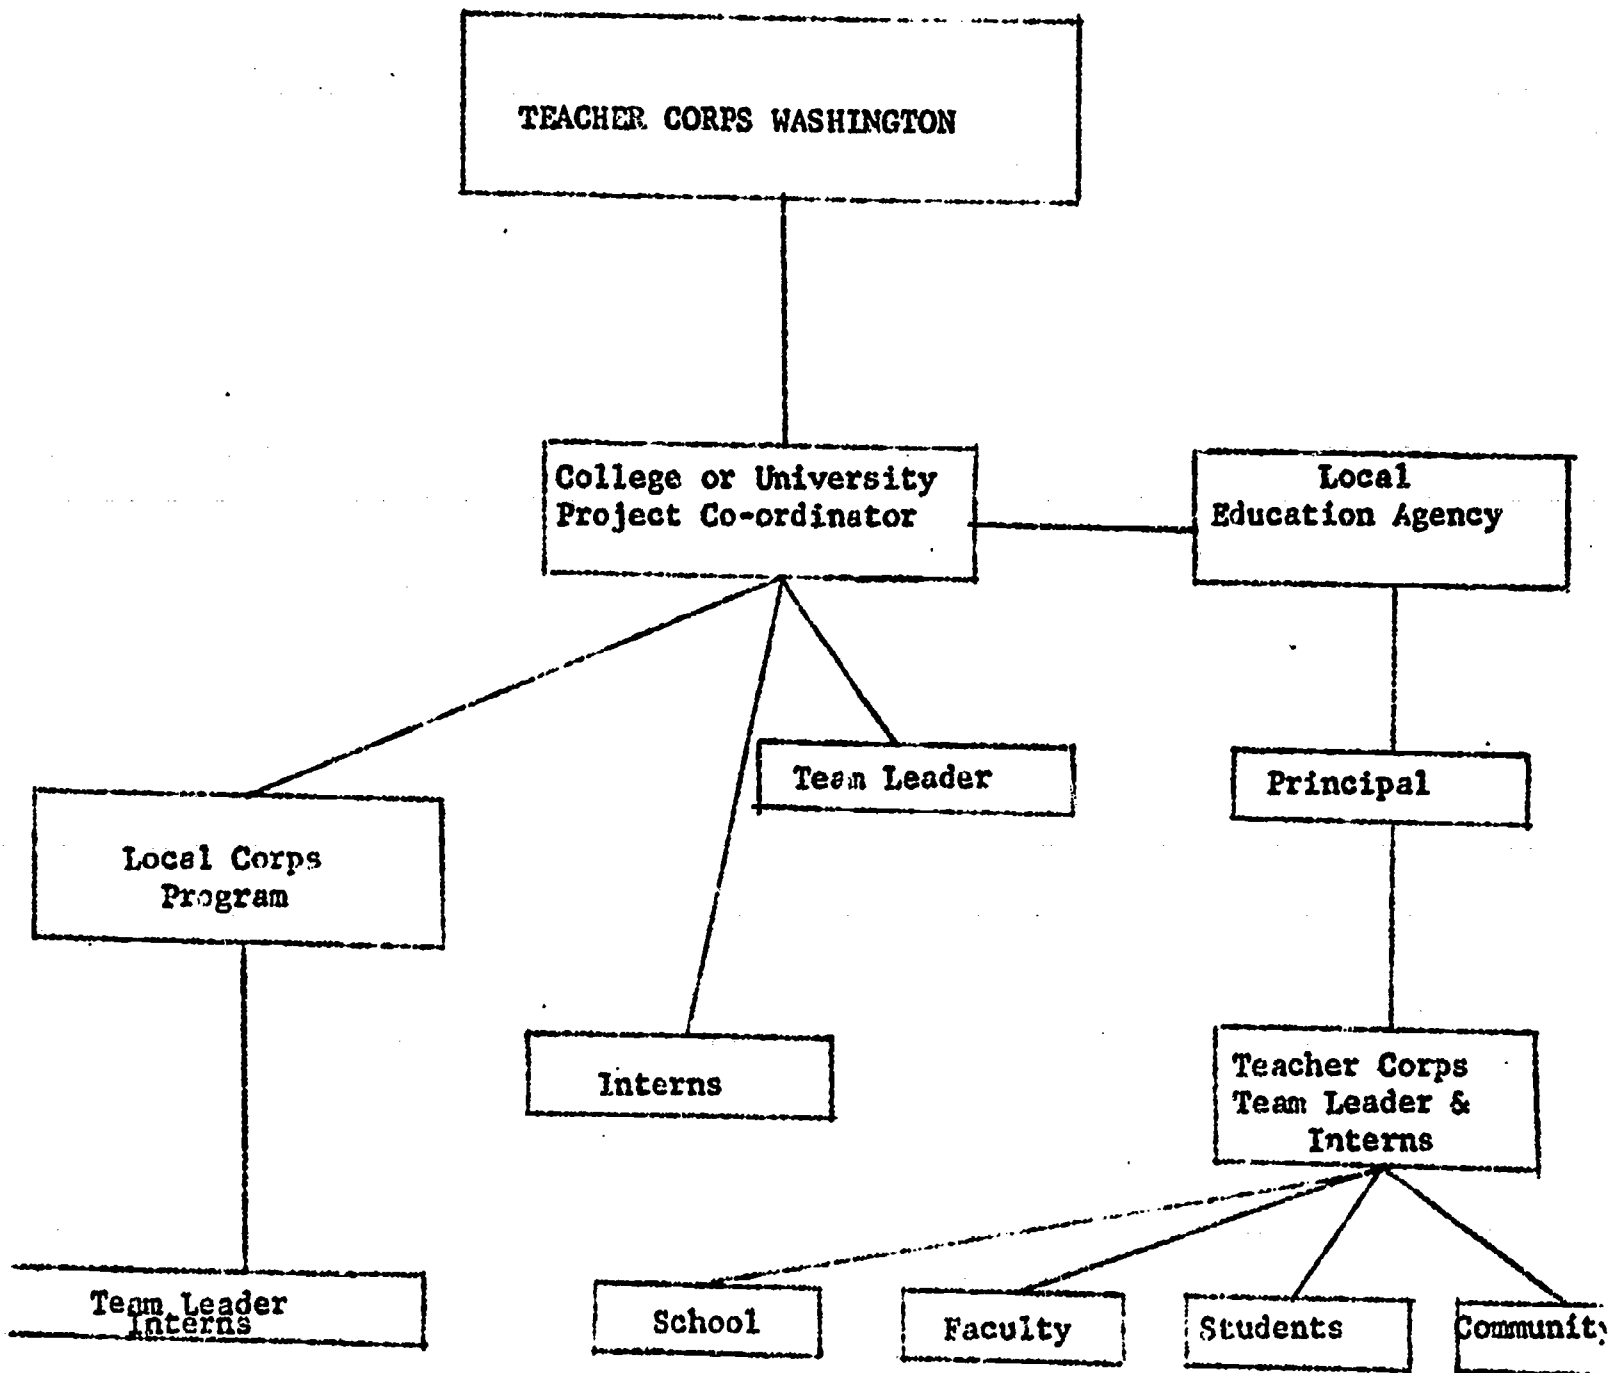 TEACHER CORPS WASHINGTON
College or University
Project Co-ordinator
Local
Education Agency
Team Leader
Principal
Local Corps
Program
Interns
Teacher Corps
Team Leader &
Interns
Team Leader
Interns
School
Faculty
Students
Community